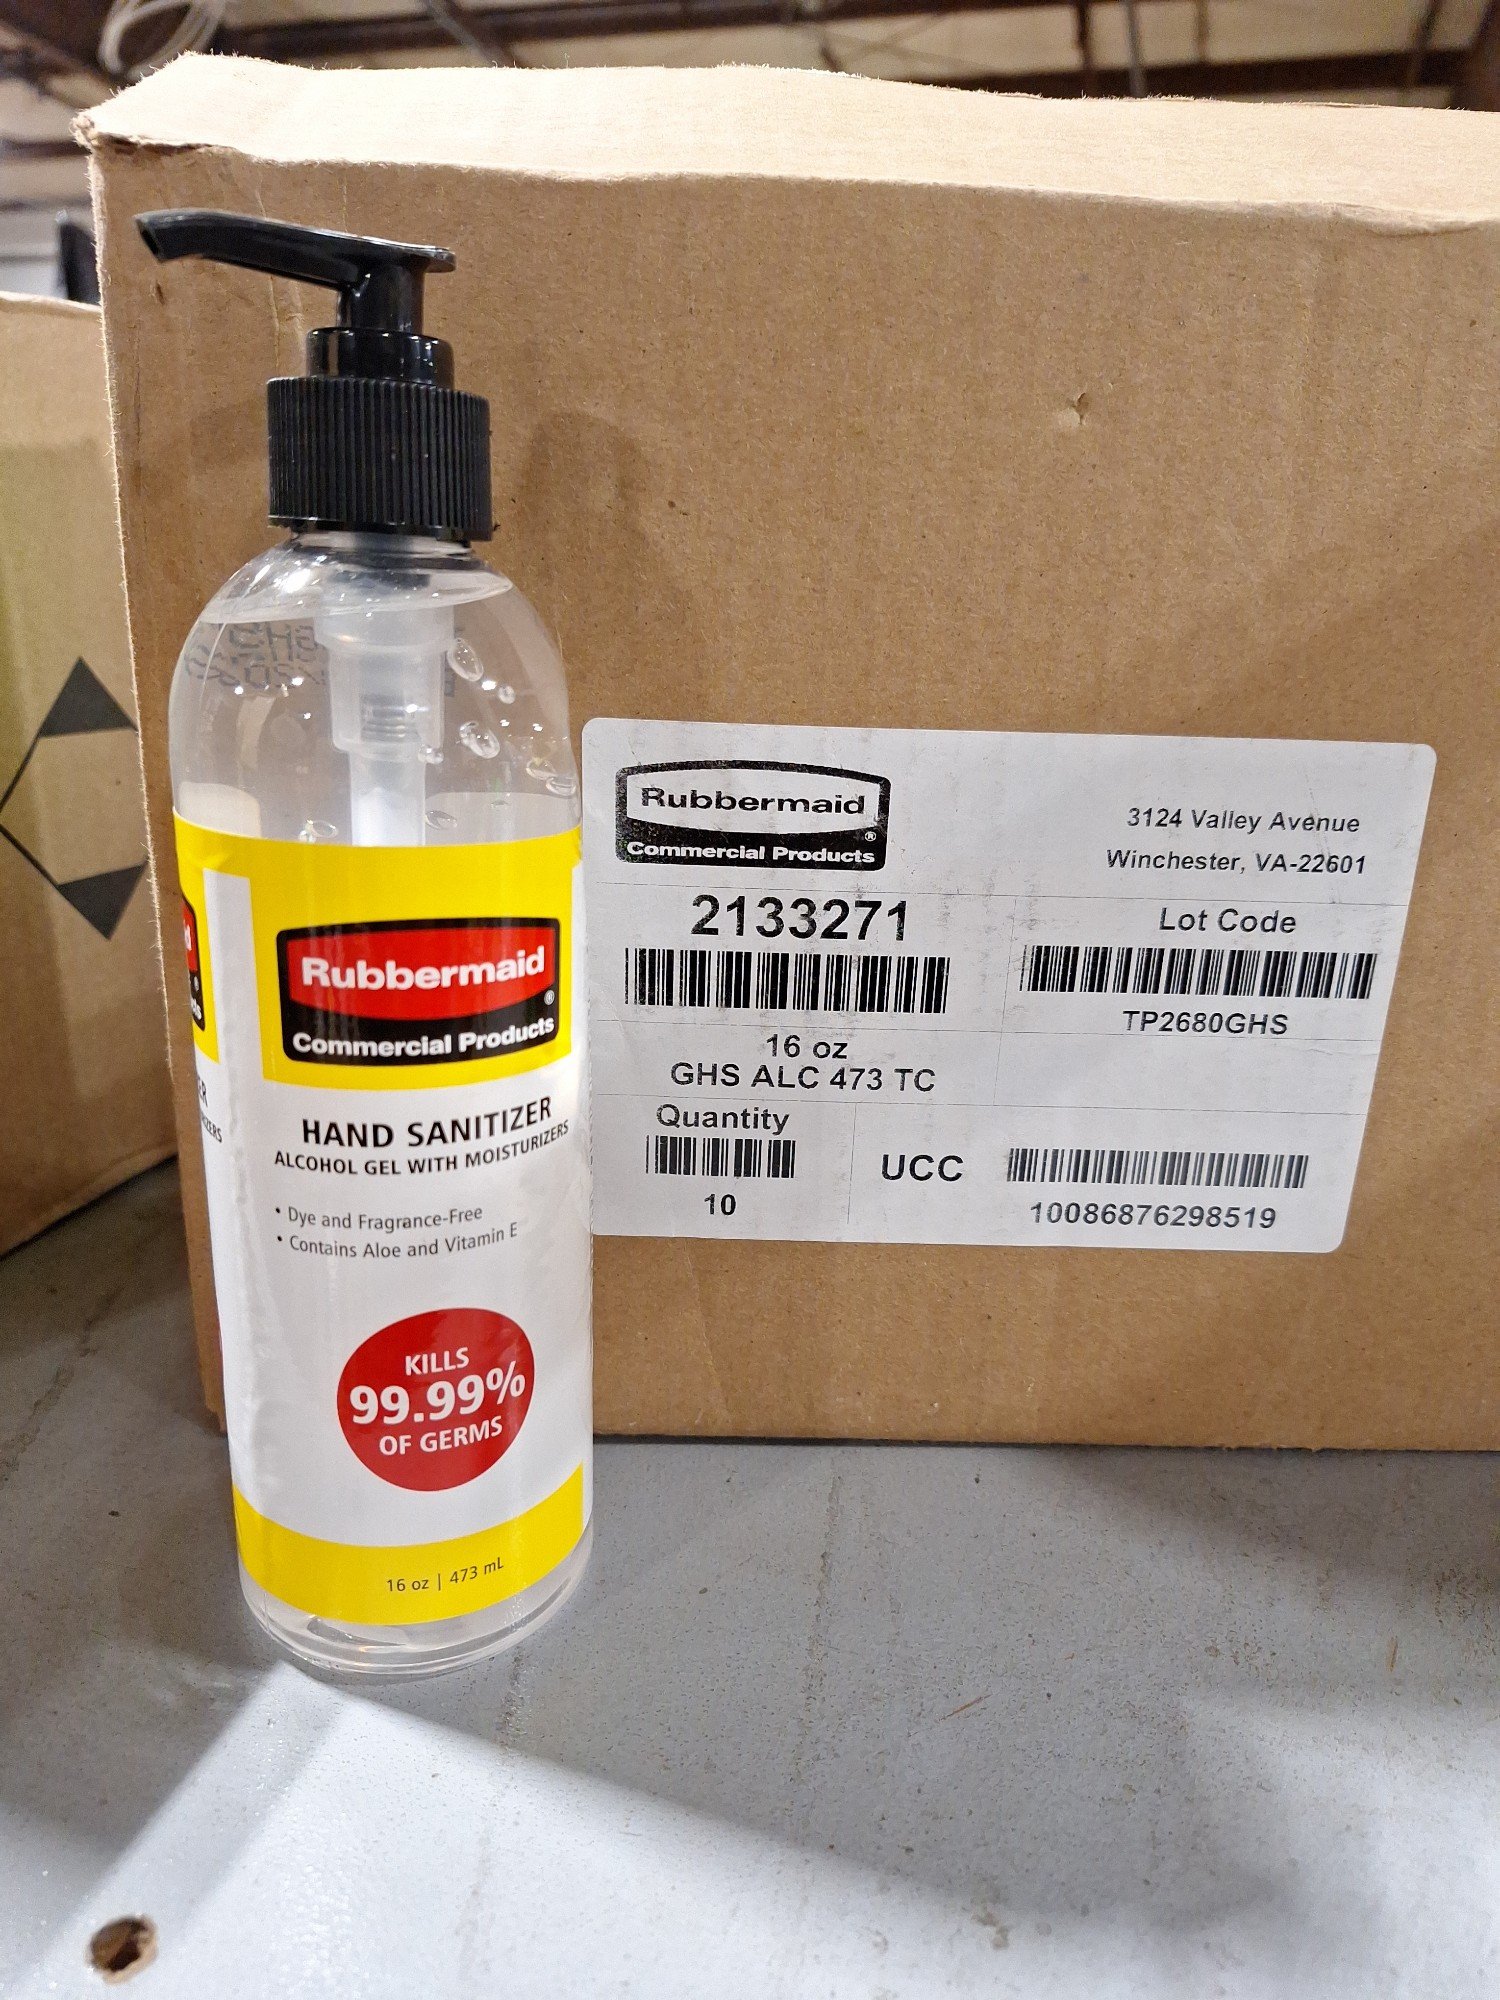 Rubbermaid
Commercial Products
HAND SANITIZER
ALCOHOL GEL WITH MOISTURIZERS
• Dye and Fragrance-Free
• Contains Aloe and Vitamin E
KILLS
99.99%
OF GERMS
16 oz | 473 mL
Rubbermaid
Commercial Products
®
3124 Valley Avenue
Winchester, VA-22601
2133271
Lot Code
TP2680GHS
16 oz
GHS ALC 473 TC
Quantity
10
UCC
10086876298519